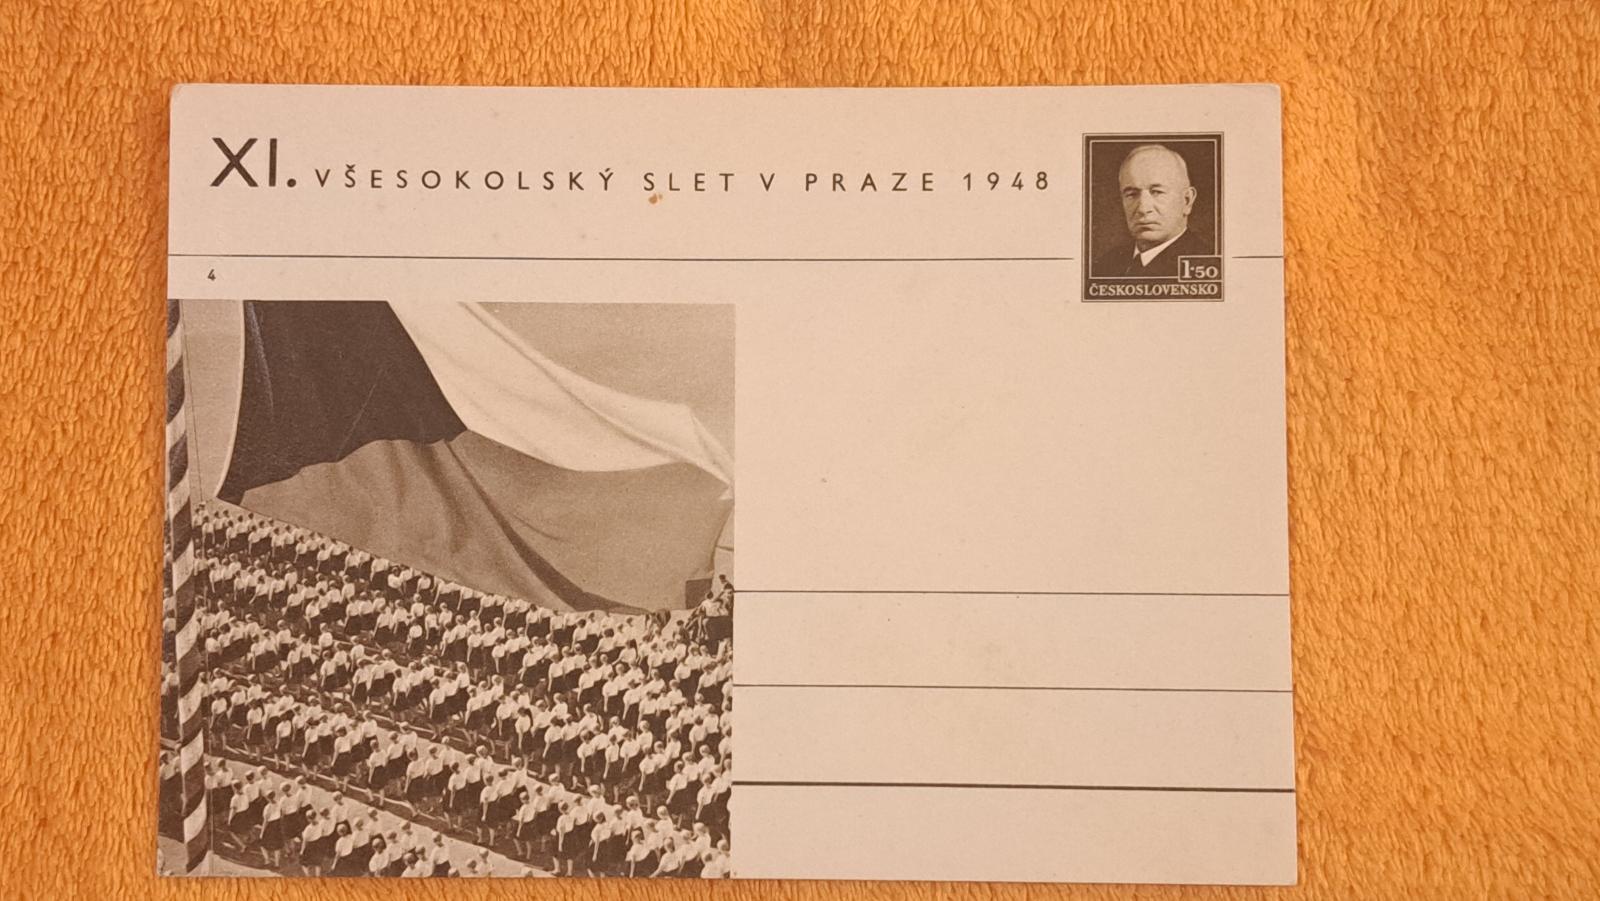 XI. VŠESOKOLSKÝ SLET V PRAZE 1948
4
1·50
ČESKOSLOVENSKO